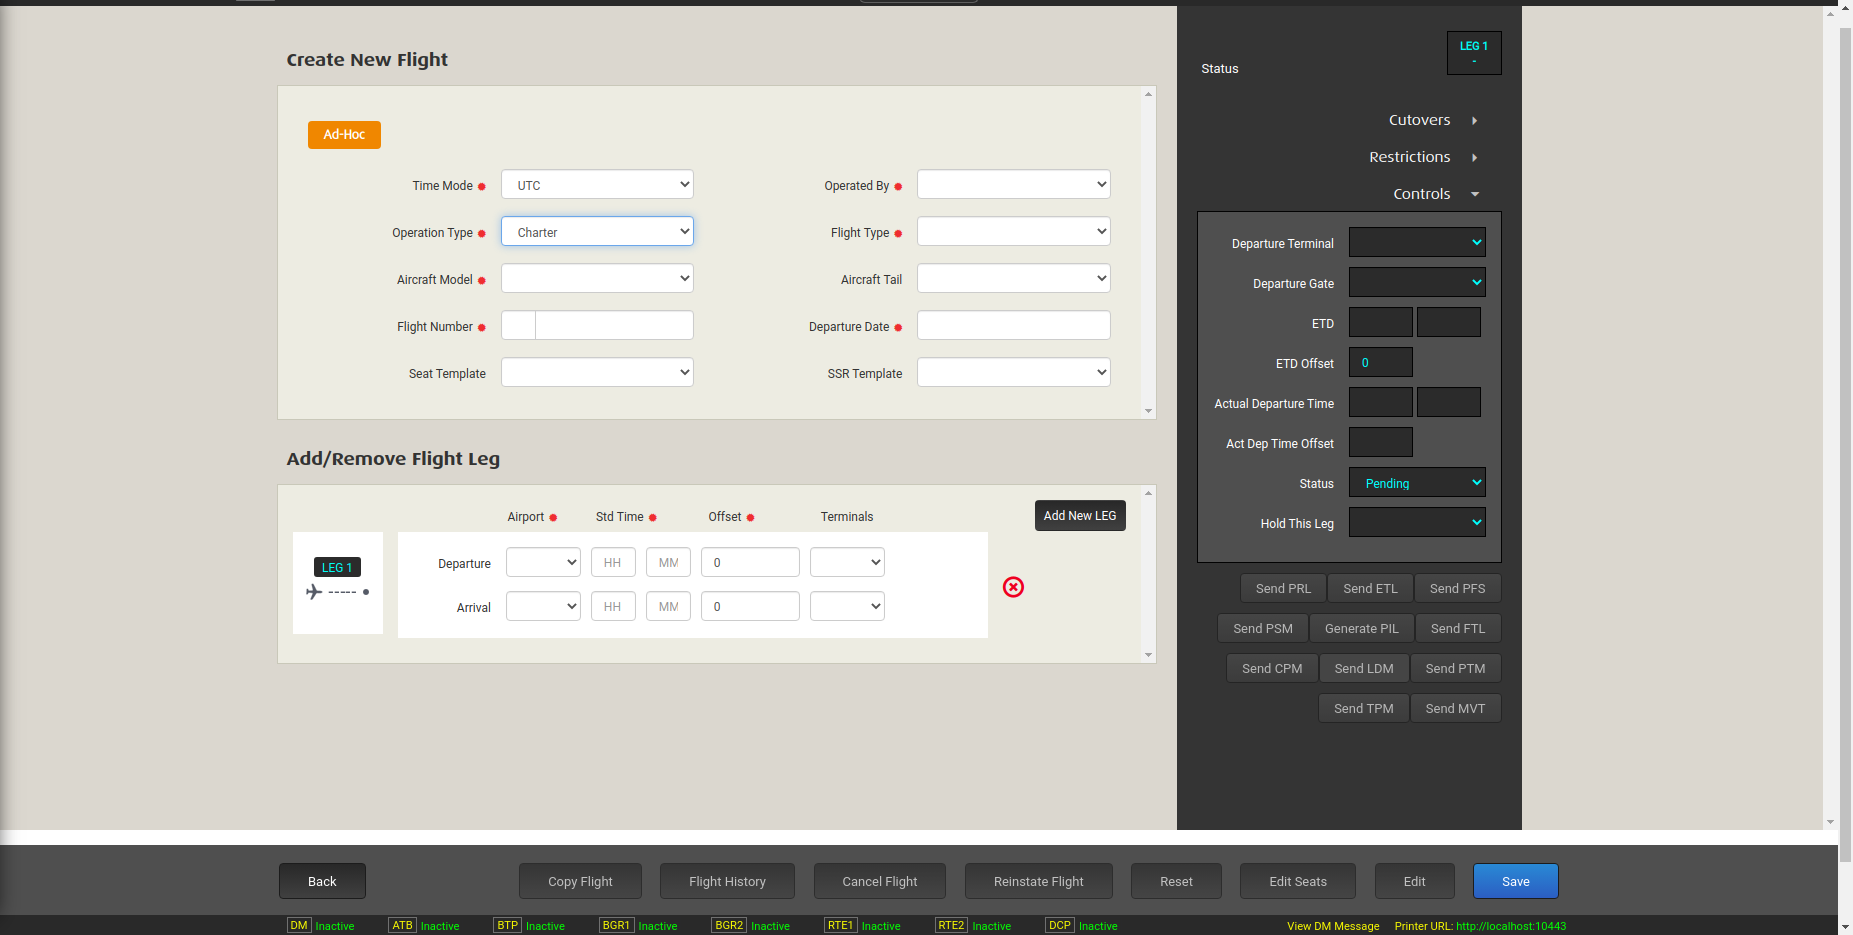 Create New Flight
Ad-Hoc
Time Mode UTC Operated By
Operation Type Charter Flight Type
Aircraft Model Aircraft Tail
Flight Number Departure Date
Seat Template SSR Template
Add/Remove Flight Leg
Airport Std Time Offset Terminals Add New LEG
LEG 1
Departure HH MM 0
Arrival HH MM 0
LEG 1
-
Status
Cutovers
Restrictions
Controls
Departure Terminal
Departure Gate
ETD
ETD Offset 0
Actual Departure Time
Act Dep Time Offset
Status Pending
Hold This Leg
Send PRL Send ETL Send PFS
Send PSM Generate PIL Send FTL
Send CPM Send LDM Send PTM
Send TPM Send MVT
Back Copy Flight Flight History Cancel Flight Reinstate Flight Reset Edit Seats Edit Save
DM Inactive ATB Inactive BTP Inactive BGR1 Inactive BGR2 Inactive RTE1 Inactive RTE2 Inactive DCP Inactive View DM Message Printer URL: http://localhost:10443